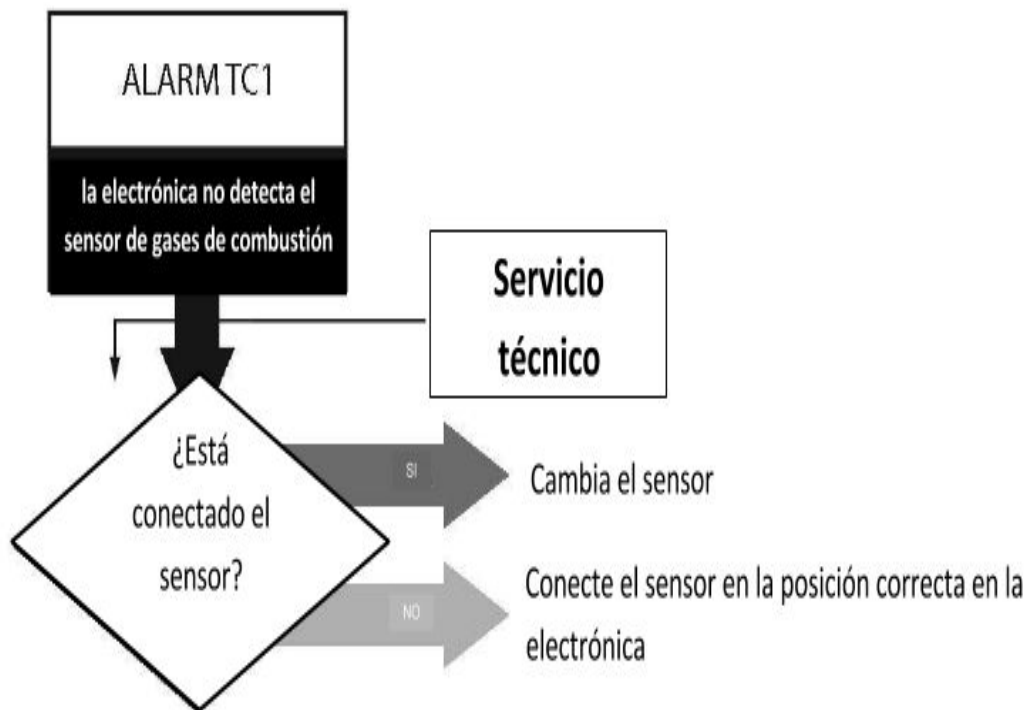 ALARM TC1
la electrónica no detecta el
sensor de gases de combustión
Servicio
técnico
¿Está
conectado el
sensor?
SI
Cambia el sensor
NO
Conecte el sensor en la posición correcta en la
electrónica